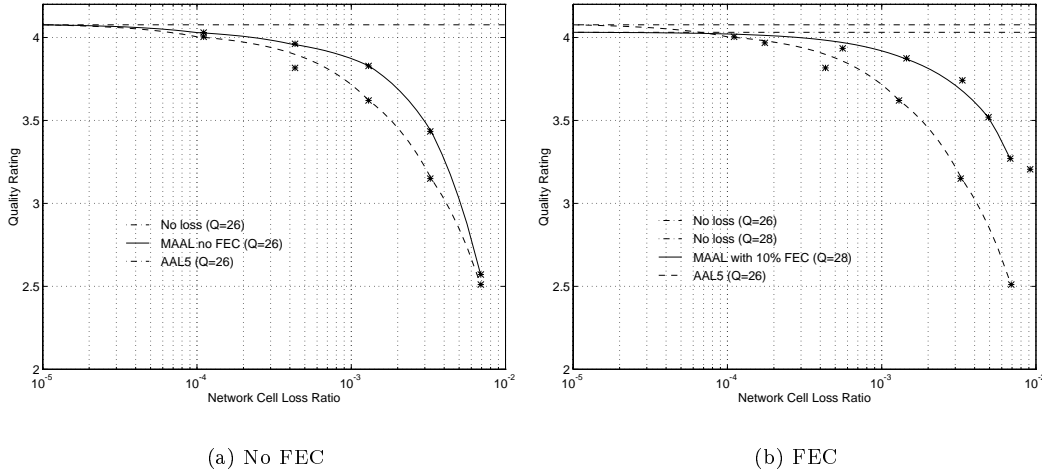 4
3.5
3
2.5
2
Quality Rating
No loss (Q=26)
MAAL no FEC (Q=26)
AAL5 (Q=26)
10^-5
10^-4
10^-3
10^-2
Network Cell Loss Ratio
(a) No FEC
4
3.5
3
2.5
2
Quality Rating
No loss (Q=26)
No loss (Q=28)
MAAL with 10% FEC (Q=28)
AAL5 (Q=26)
10^-5
10^-4
10^-3
Network Cell Loss Ratio
(b) FEC